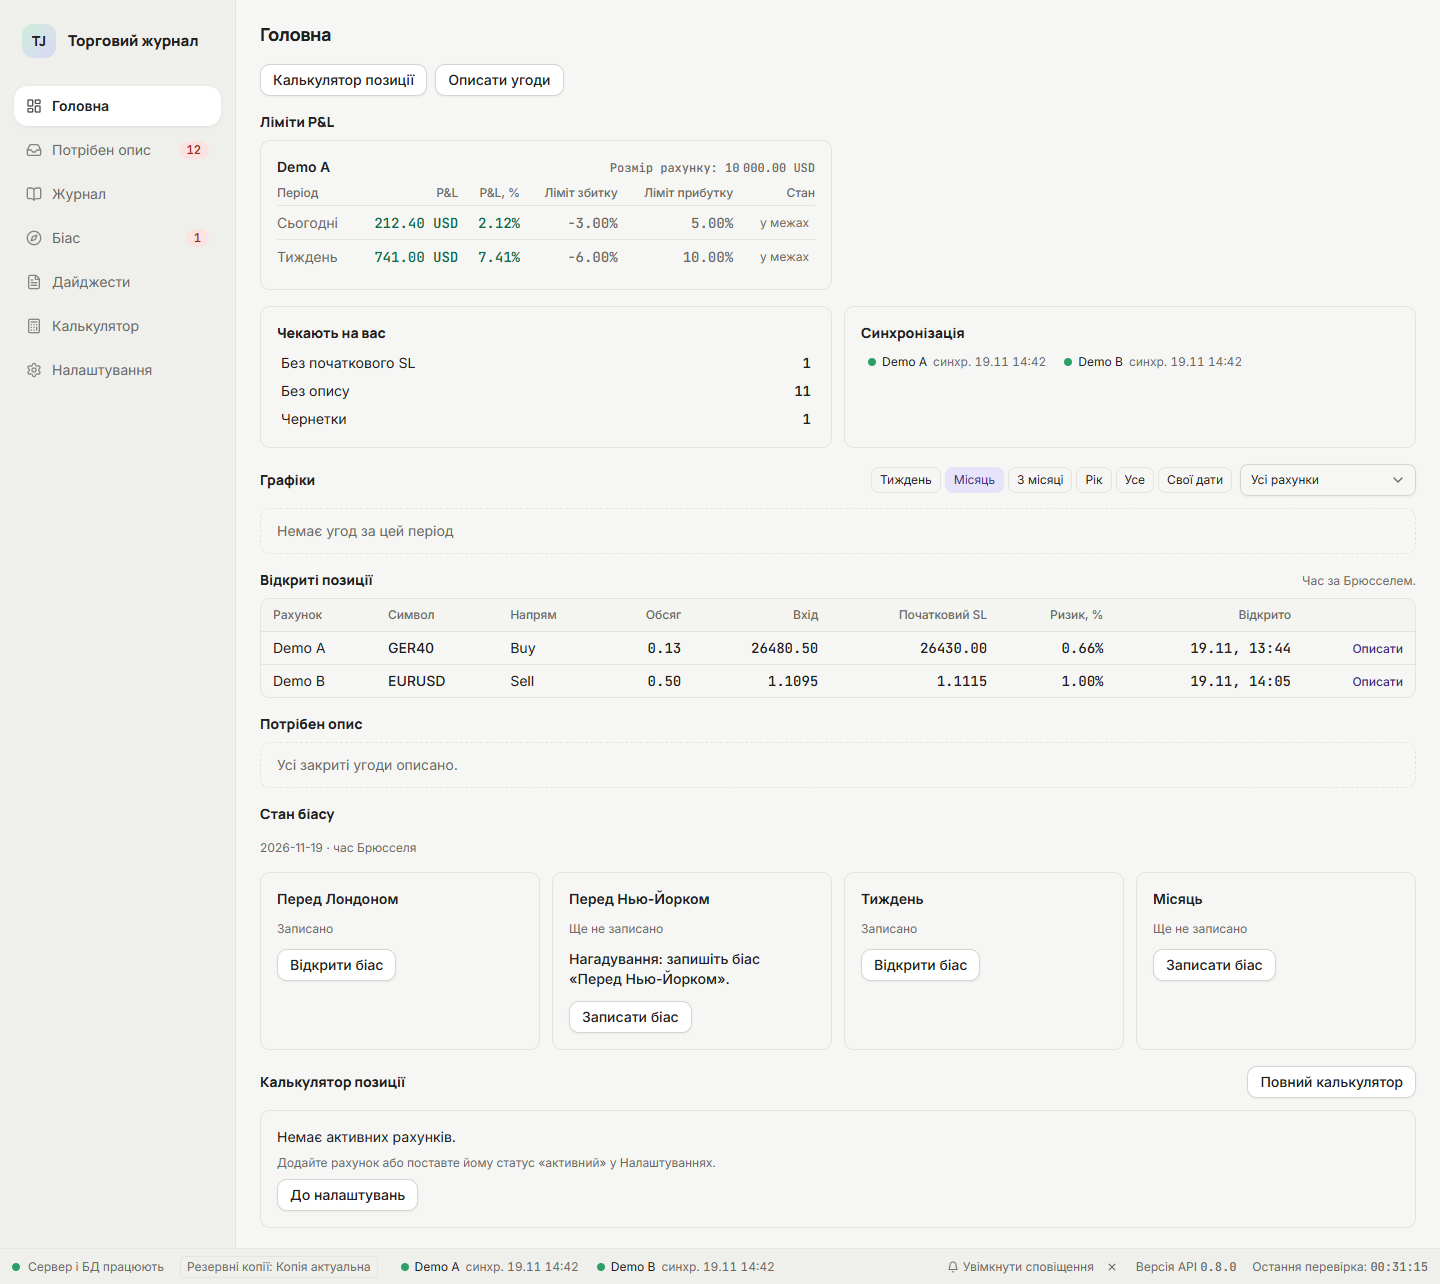 TJ Торговий журнал
Головна
Потрібен опис 12
Журнал
Біас 1
Дайджести
Калькулятор
Налаштування
Головна
Калькулятор позиції Описати угоди
Ліміти P&L
Demo A Розмір рахунку: 10 000.00 USD
Період P&L P&L, % Ліміт збитку Ліміт прибутку Стан
Сьогодні 212.40 USD 2.12% -3.00% 5.00% у межах
Тиждень 741.00 USD 7.41% -6.00% 10.00% у межах
Чекають на вас
Без початкового SL 1
Без опису 11
Чернетки 1
Синхронізація
Demo A синхр. 19.11 14:42 Demo B синхр. 19.11 14:42
Графіки Тиждень Місяць 3 місяці Рік Усе Свої дати Усі рахунки
Немає угод за цей період
Відкриті позиції Час за Брюсселем.
Рахунок Символ Напрям Обсяг Вхід Початковий SL Ризик, % Відкрито
Demo A GER40 Buy 0.13 26480.50 26430.00 0.66% 19.11, 13:44 Описати
Demo B EURUSD Sell 0.50 1.1095 1.1115 1.00% 19.11, 14:05 Описати
Потрібен опис
Усі закриті угоди описано.
Стан біасу
2026-11-19 · час Брюсселя
Перед Лондоном
Записано
Відкрити біас
Перед Нью-Йорком
Ще не записано
Нагадування: запишіть біас
«Перед Нью-Йорком».
Записати біас
Тиждень
Записано
Відкрити біас
Місяць
Ще не записано
Записати біас
Калькулятор позиції Повний калькулятор
Немає активних рахунків.
Додайте рахунок або поставте йому статус «активний» у Налаштуваннях.
До налаштувань
Сервер і БД працюють Резервні копії: Копія актуальна Demo A синхр. 19.11 14:42 Demo B синхр. 19.11 14:42 Увімкнути сповіщення × Версія API 0.8.0 Остання перевірка: 00:31:15